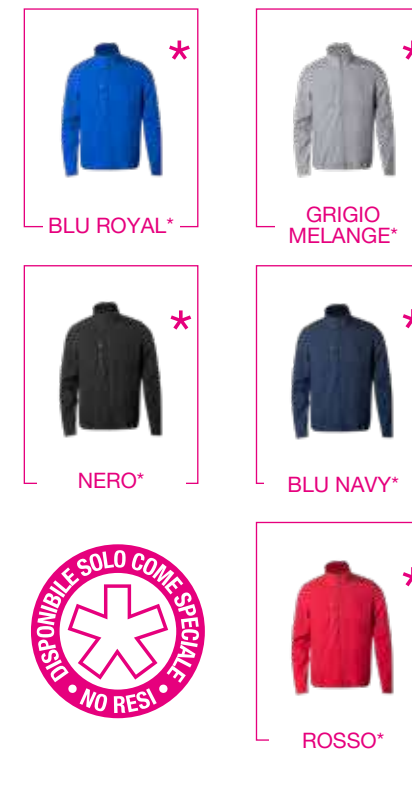 *
*
BLU ROYAL*
GRIGIO
MELANGE*
*
*
NERO*
BLU NAVY*
DISPONIBILE SOLO COME SPECIALE
• NO RESI •
*
*
ROSSO*